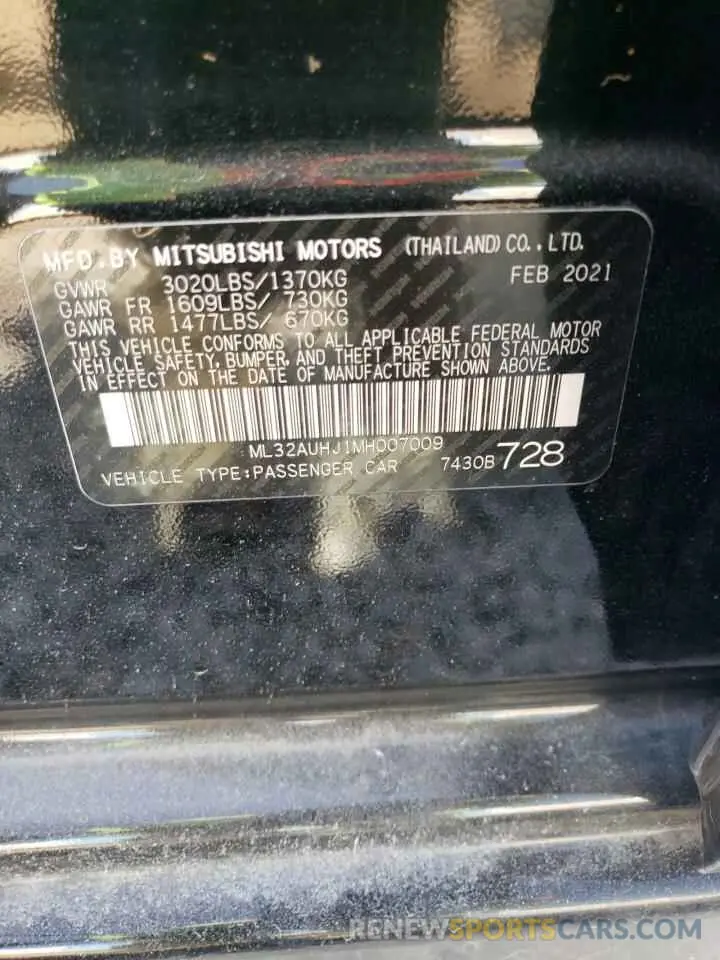 MFD.BY MITSUBISHI MOTORS (THAILAND) CO.,LTD.
GVWR 3020LBS/1370KG FEB 2021
GAWR FR 1609LBS/ 730KG
GAWR RR 1477LBS/ 670KG
THIS VEHICLE CONFORMS TO ALL APPLICABLE FEDERAL MOTOR
VEHICLE SAFETY, BUMPER, AND THEFT PREVENTION STANDARDS
IN EFFECT ON THE DATE OF MANUFACTURE SHOWN ABOVE.
ML32AUHJ1MH007009
VEHICLE TYPE:PASSENGER CAR 7430B 728
RENEWSPORTSCARS.COM